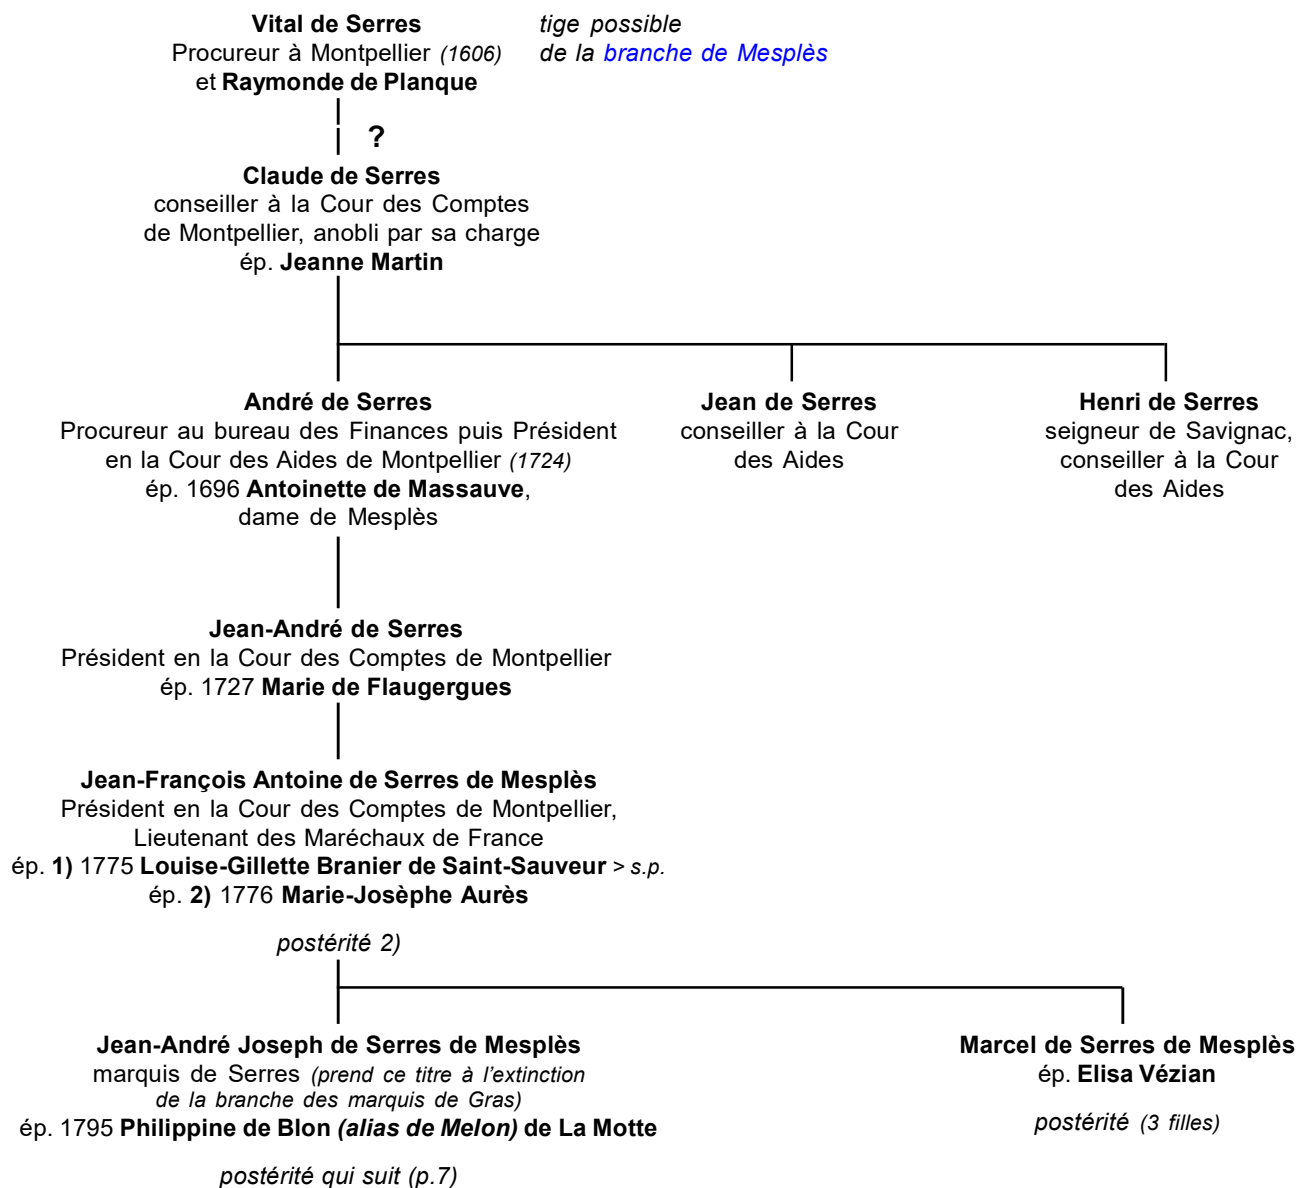 Vital de Serres
Procureur à Montpellier (1606)
et Raymonde de Planque
tige possible
de la branche de Mesplès
?
Claude de Serres
conseiller à la Cour des Comptes
de Montpellier, anobli par sa charge
ép. Jeanne Martin
André de Serres
Procureur au bureau des Finances puis Président
en la Cour des Aides de Montpellier (1724)
ép. 1696 Antoinette de Massauve,
dame de Mesplès
Jean de Serres
conseiller à la Cour
des Aides
Henri de Serres
seigneur de Savignac,
conseiller à la Cour
des Aides
Jean-André de Serres
Président en la Cour des Comptes de Montpellier
ép. 1727 Marie de Flaugergues
Jean-François Antoine de Serres de Mesplès
Président en la Cour des Comptes de Montpellier,
Lieutenant des Maréchaux de France
ép. 1) 1775 Louise-Gillette Branier de Saint-Sauveur > s.p.
ép. 2) 1776 Marie-Josèphe Aurès
postérité 2)
Jean-André Joseph de Serres de Mesplès
marquis de Serres (prend ce titre à l'extinction
de la branche des marquis de Gras)
ép. 1795 Philippine de Blon (alias de Melon) de La Motte
postérité qui suit (p.7)
Marcel de Serres de Mesplès
ép. Elisa Vézian
postérité (3 filles)